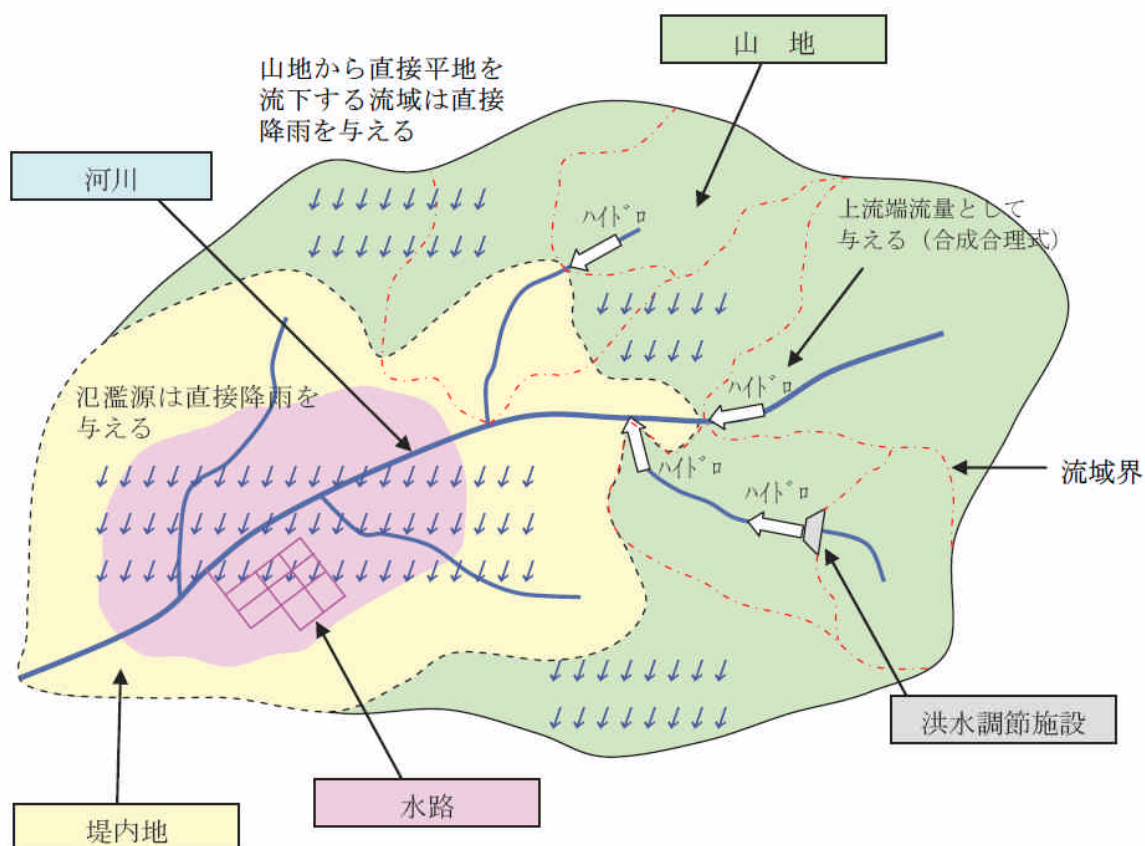 山　地
山地から直接平地を
流下する流域は直接
降雨を与える
河川
ﾊｲﾄﾞﾛ
上流端流量として
与える（合成合理式）
ﾊｲﾄﾞﾛ
氾濫源は直接降雨を
与える
ﾊｲﾄﾞﾛ
ﾊｲﾄﾞﾛ
流域界
洪水調節施設
水路
堤内地